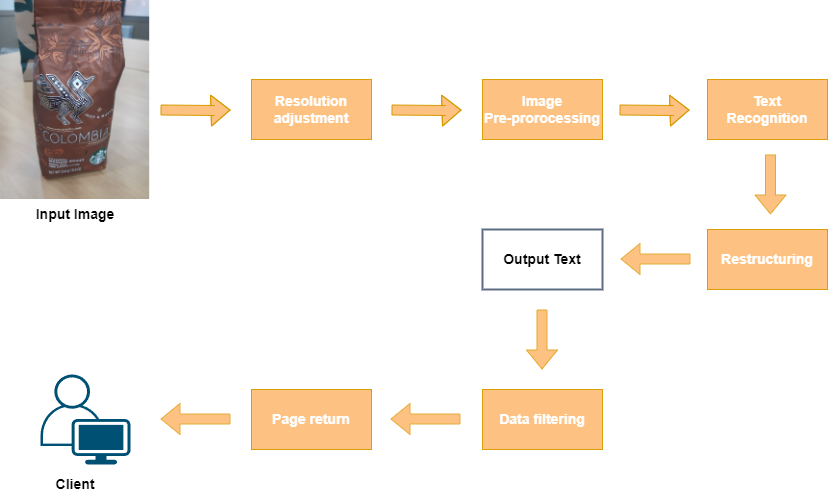 COLOMBIA
Input Image
Resolution
adjustment
Image
Pre-prorocessing
Text
Recognition
Restructuring
Output Text
Data filtering
Page return
Client